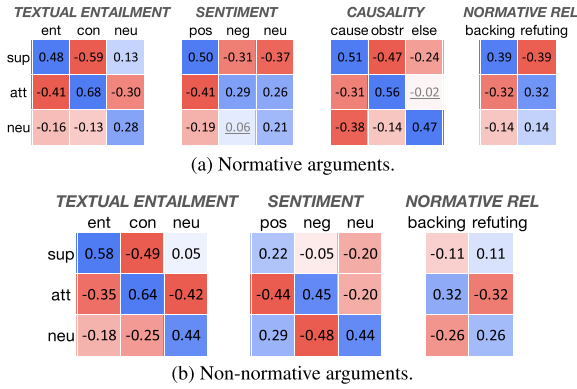 TEXTUAL ENTAILMENT SENTIMENT CAUSALITY NORMATIVE REL
ent con neu pos neg neu cause obstr else backing refuting
sup 0.48 -0.59 0.13 0.50 -0.31 -0.37 0.51 -0.47 -0.24 0.39 -0.39
att -0.41 0.68 -0.30 -0.41 0.29 0.26 -0.31 0.56 -0.02 -0.32 0.32
neu -0.16 -0.13 0.28 -0.19 0.06 0.21 -0.38 -0.14 0.47 -0.14 0.14
(a) Normative arguments.
TEXTUAL ENTAILMENT SENTIMENT NORMATIVE REL
ent con neu pos neg neu backing refuting
sup 0.58 -0.49 0.05 0.22 -0.05 -0.20 -0.11 0.11
att -0.35 0.64 -0.42 -0.44 0.45 -0.20 0.32 -0.32
neu -0.18 -0.25 0.44 0.29 -0.48 0.44 -0.26 0.26
(b) Non-normative arguments.